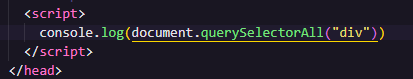 <script>
console.log(document.querySelectorAll("div"))
</script>
</head>